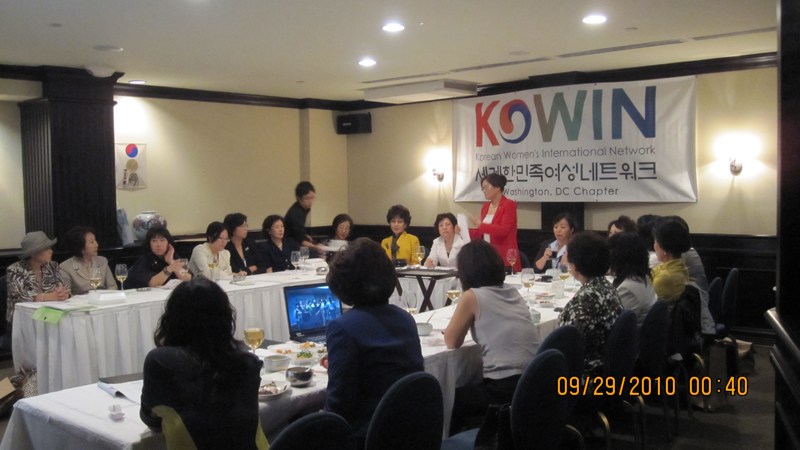 KOWIN
Korean Women's International Network
세계한민족여성네트워크
Washington, DC Chapter
09/29/2010 00:40